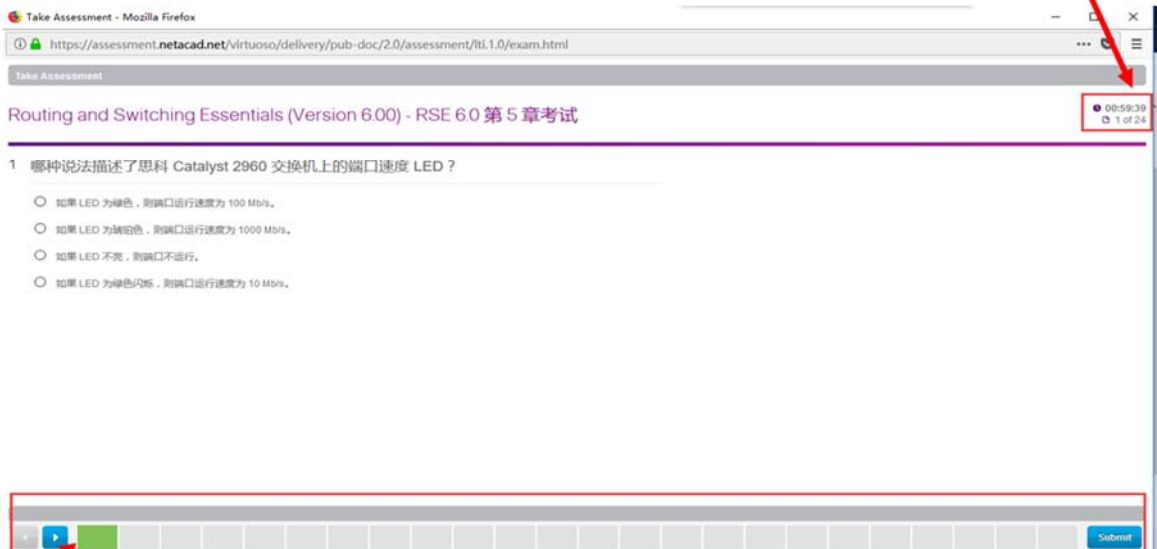 Take Assessment - Mozilla Firefox
https://assessment.netacad.net/virtuoso/delivery/pub-doc/2.0/assessment/lti.1.0/exam.html
Take Assessment
Routing and Switching Essentials (Version 6.00) - RSE 6.0 第 5 章考试
00:59:39
1 of 24
1 哪种说法描述了思科 Catalyst 2960 交换机上的端口速度 LED？
如果 LED 为绿色，则端口运行速度为 100 Mb/s。
如果 LED 为琥珀色，则端口运行速度为 1000 Mb/s。
如果 LED 不亮，则端口不运行。
如果 LED 为绿色闪烁，则端口运行速度为 10 Mb/s。
Submit